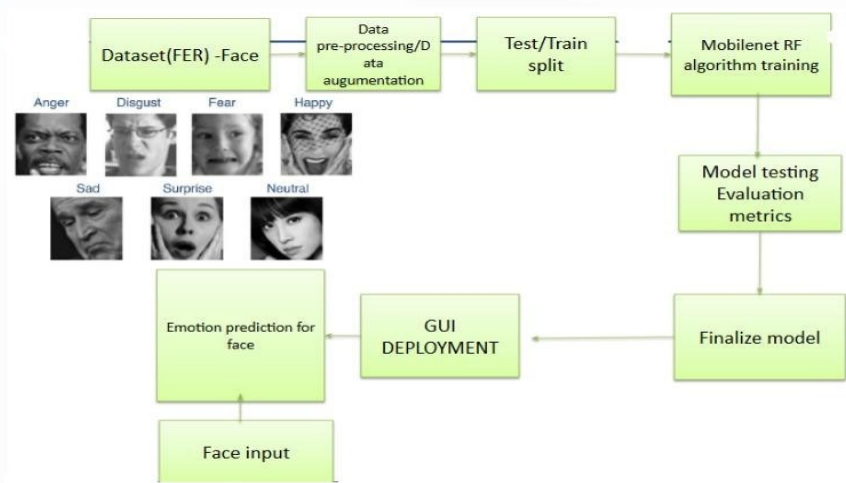 Dataset(FER) -Face
Data
pre-processing/D
ata
augumentation
Test/Train
split
Mobilenet RF
algorithm training
Anger
Disgust
Fear
Happy
Sad
Surprise
Neutral
Model testing
Evaluation
metrics
Emotion prediction for
face
GUI
DEPLOYMENT
Finalize model
Face input